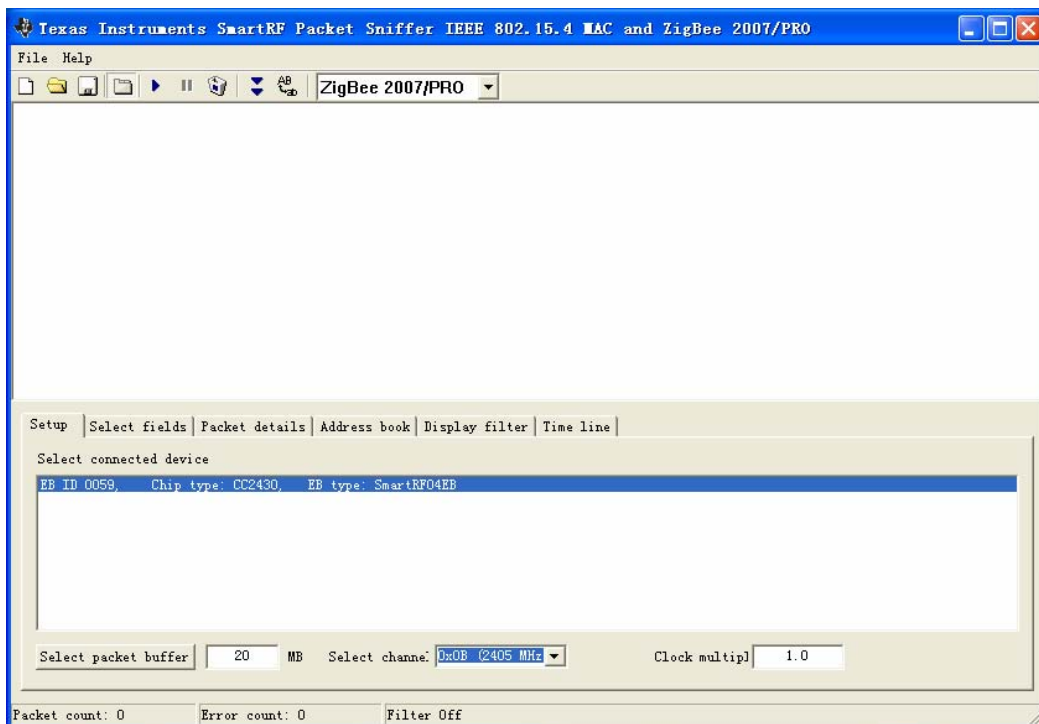 Texas Instruments SmartRF Packet Sniffer IEEE 802.15.4 MAC and ZigBee 2007/PRO
File Help
AB
ab
ZigBee 2007/PRO
Setup Select fields Packet details Address book Display filter Time line
Select connected device
EB ID 0059, Chip type: CC2430, EB type: SmartRF04EB
Select packet buffer 20 MB Select channel 0x0B (2405 MHz Clock multipl 1.0
Packet count: 0 Error count: 0 Filter Off